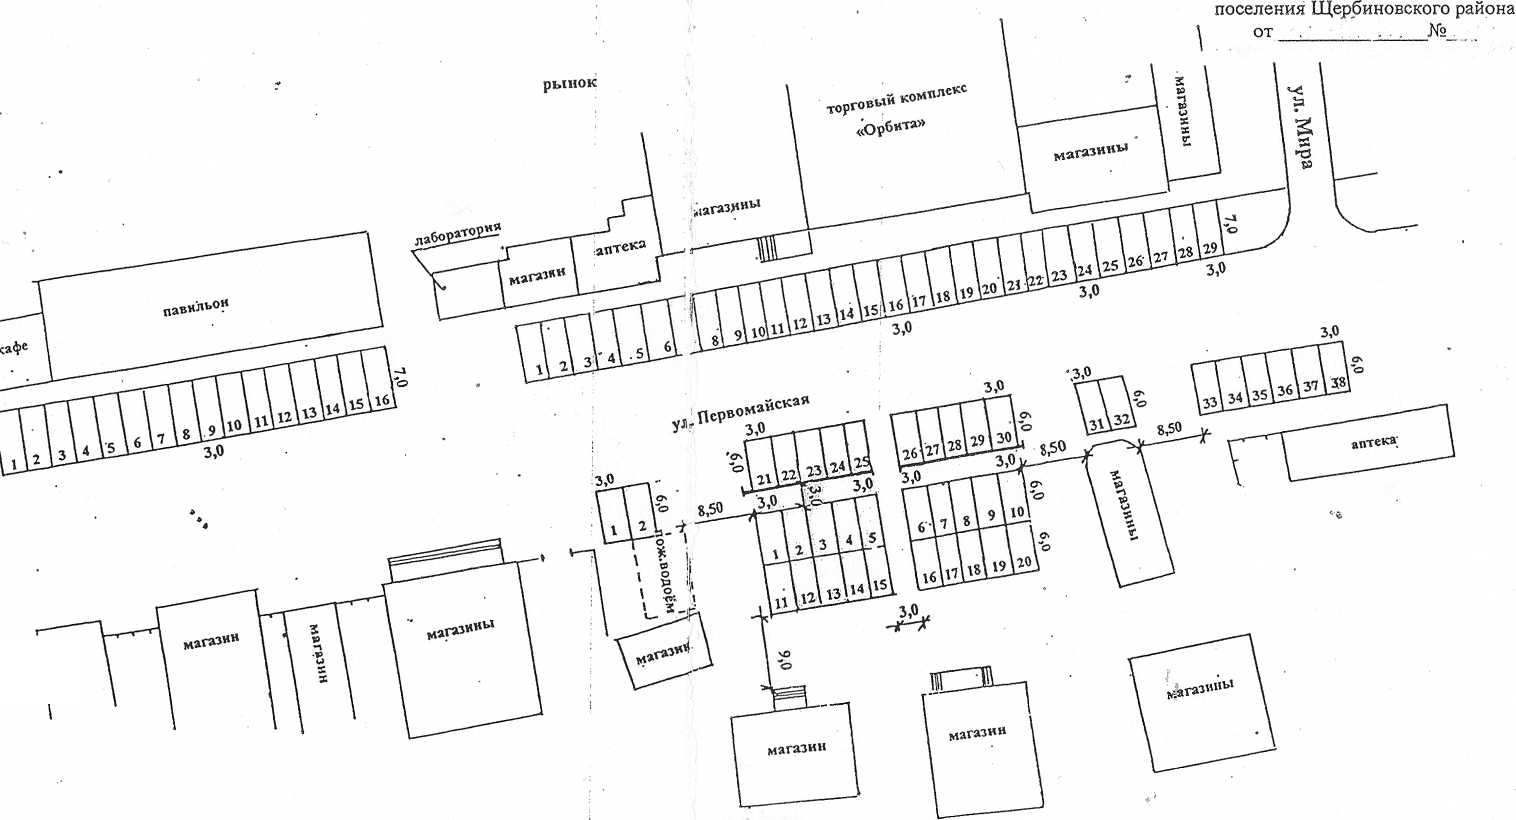 поселения Щербиновского района
от №
рынок
торговый комплекс
«Орбита»
магазины
магазины
ул. Мира
магазины
лаборатория
аптека
магазин
павильон
кафе
7,0
1 2 3 4 5 6 8 9 10 11 12 13 14 15 16 17 18 19 20 21 22 23 24 25 26 27 28 29
3,0
3,0
3,0
7,0
1 2 3 4 5 6 7 8 9 10 11 12 13 14 15 16
3,0
ул. Первомайская
3,0
6,0
21 22 23 24 25
3,0
6,0
26 27 28 29 30
3,0
6,0
31 32
3,0
6,0
33 34 35 36 37 38
8,50
8,50
аптека
3,0
6,0
1 2
8,50
3,0
3,0
3,0
3,0
3,0
1 2 3 4 5
11 12 13 14 15
6 7 8 9 10
6,0
16 17 18 19 20
6,0
3,0
магазины
пож.водоём
магазин
магазин
магазин
магазины
9,0
магазин
магазин
магазины